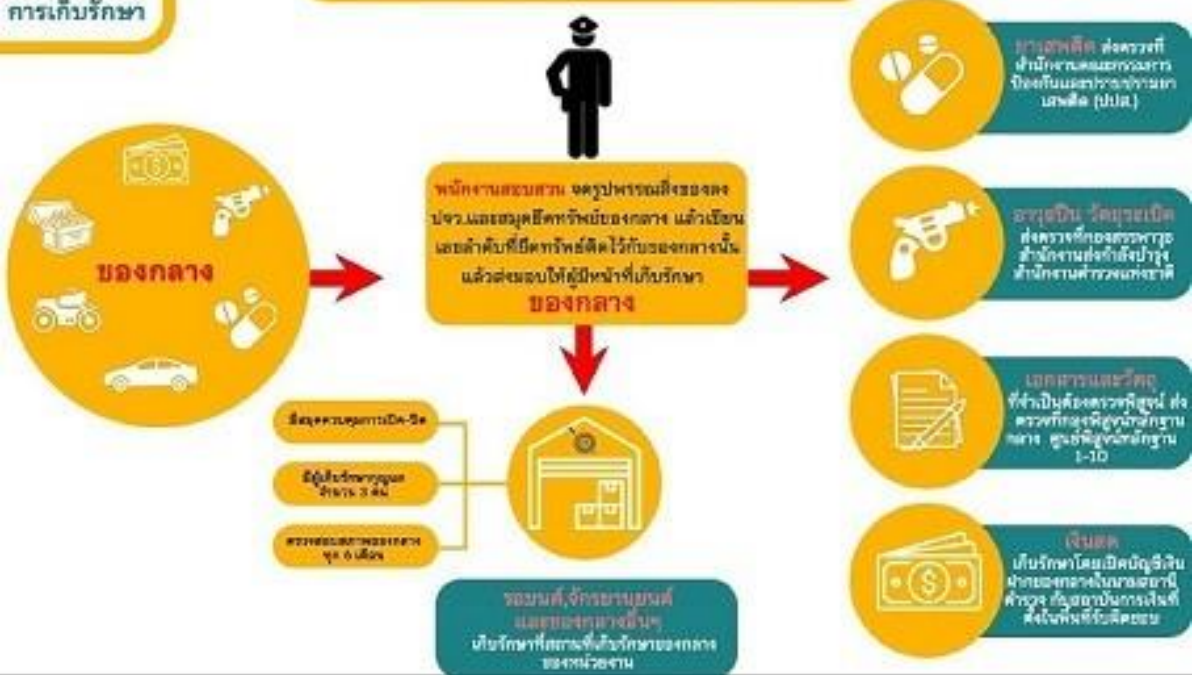 การเก็บรักษา
ของกลาง
พนักงานสอบสวน จดรูปพรรณสิ่งของลง
ปจว.และสมุดยึดทรัพย์ของกลาง แล้วเขียน
เลขลำดับที่ยึดทรัพย์ติดไว้กับของกลางนั้น
แล้วส่งมอบให้ผู้มีหน้าที่เก็บรักษา
ของกลาง
มีสมุดควบคุมการเปิด-ปิด
มีผู้เก็บรักษากุญแจ
จำนวน 3 คน
ตรวจสอบสภาพของกลาง
ทุก 6 เดือน
รถยนต์,จักรยานยนต์
และของกลางอื่นๆ
เก็บรักษาที่สถานที่เก็บรักษาของกลาง
ของหน่วยงาน
ยาเสพติด ส่งตรวจที่
สำนักงานคณะกรรมการ
ป้องกันและปราบปรามยา
เสพติด (ปปส.)
อาวุธปืน วัตถุระเบิด
ส่งตรวจที่กองสรรพาวุธ
สำนักงานส่งกำลังบำรุง
สำนักงานตำรวจแห่งชาติ
เอกสารและวัตถุ
ที่จำเป็นต้องตรวจพิสูจน์ ส่ง
ตรวจที่กองพิสูจน์หลักฐาน
กลาง ศูนย์พิสูจน์หลักฐาน
1-10
เงินสด
เก็บรักษาโดยเปิดบัญชีเงิน
ฝากของกลางในนามสถานี
ตำรวจ กับสถาบันการเงินที่
ตั้งในพื้นที่รับผิดชอบ